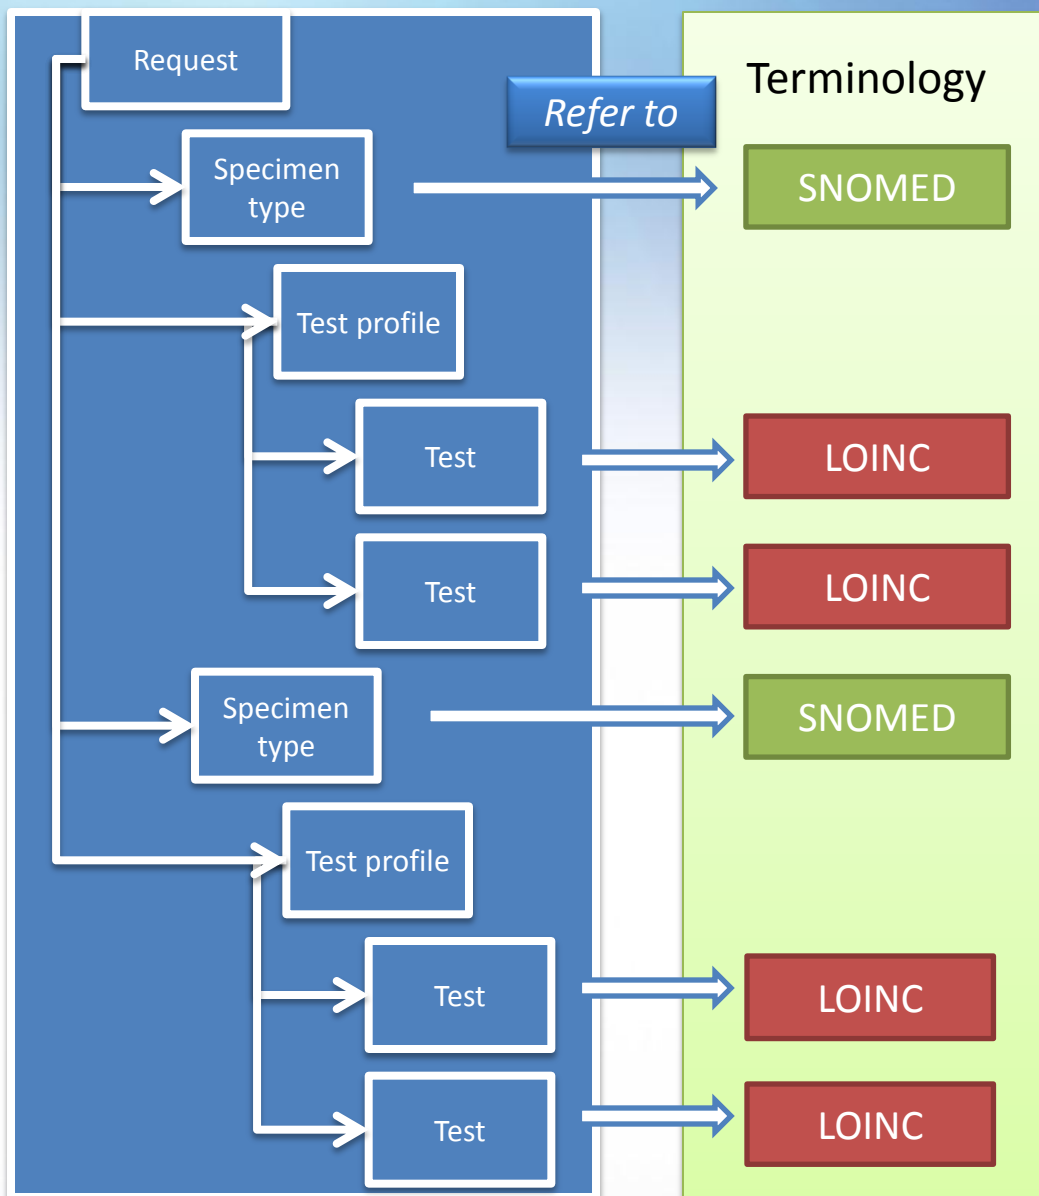 Request
Terminology
Refer to
Specimen
type
SNOMED
Test profile
Test
LOINC
Test
LOINC
Specimen
type
SNOMED
Test profile
Test
LOINC
Test
LOINC